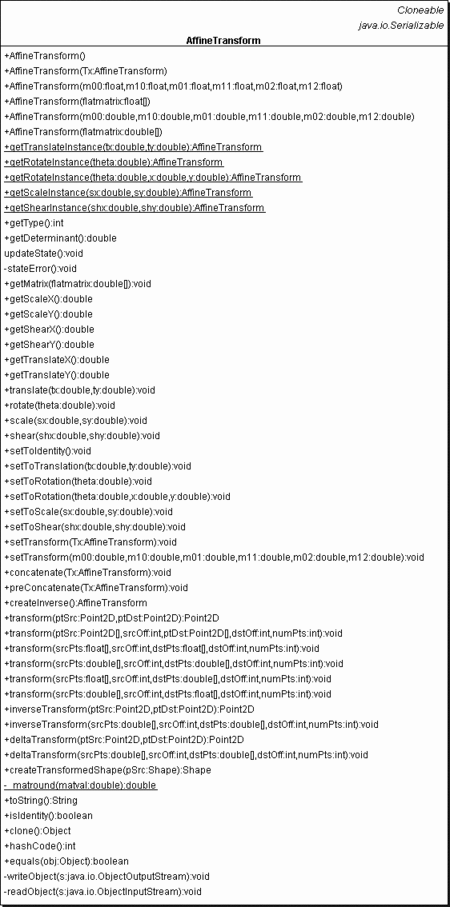 Cloneable
java.io.Serializable
AffineTransform
+AffineTransform()
+AffineTransform(Tx:AffineTransform)
+AffineTransform(m00:float,m10:float,m01:float,m11:float,m02:float,m12:float)
+AffineTransform(flatmatrix:float[])
+AffineTransform(m00:double,m10:double,m01:double,m11:double,m02:double,m12:double)
+AffineTransform(flatmatrix:double[])
+getTranslateInstance(tx:double,ty:double):AffineTransform
+getRotateInstance(theta:double):AffineTransform
+getRotateInstance(theta:double,x:double,y:double):AffineTransform
+getScaleInstance(sx:double,sy:double):AffineTransform
+getShearInstance(shx:double,shy:double):AffineTransform
+getType():int
+getDeterminant():double
updateState():void
-stateError():void
+getMatrix(flatmatrix:double[]):void
+getScaleX():double
+getScaleY():double
+getShearX():double
+getShearY():double
+getTranslateX():double
+getTranslateY():double
+translate(tx:double,ty:double):void
+rotate(theta:double):void
+scale(sx:double,sy:double):void
+shear(shx:double,shy:double):void
+setToIdentity():void
+setToTranslation(tx:double,ty:double):void
+setToRotation(theta:double):void
+setToRotation(theta:double,x:double,y:double):void
+setToScale(sx:double,sy:double):void
+setToShear(shx:double,shy:double):void
+setTransform(Tx:AffineTransform):void
+setTransform(m00:double,m10:double,m01:double,m11:double,m02:double,m12:double):void
+concatenate(Tx:AffineTransform):void
+preConcatenate(Tx:AffineTransform):void
+createInverse():AffineTransform
+transform(ptSrc:Point2D,ptDst:Point2D):Point2D
+transform(ptSrc:Point2D[],srcOff:int,ptDst:Point2D[],dstOff:int,numPts:int):void
+transform(srcPts:float[],srcOff:int,dstPts:float[],dstOff:int,numPts:int):void
+transform(srcPts:double[],srcOff:int,dstPts:double[],dstOff:int,numPts:int):void
+transform(srcPts:float[],srcOff:int,dstPts:double[],dstOff:int,numPts:int):void
+transform(srcPts:double[],srcOff:int,dstPts:float[],dstOff:int,numPts:int):void
+inverseTransform(ptSrc:Point2D,ptDst:Point2D):Point2D
+inverseTransform(srcPts:double[],srcOff:int,dstPts:double[],dstOff:int,numPts:int):void
+deltaTransform(ptSrc:Point2D,ptDst:Point2D):Point2D
+deltaTransform(srcPts:double[],srcOff:int,dstPts:double[],dstOff:int,numPts:int):void
+createTransformedShape(pSrc:Shape):Shape
-_matround(matval:double):double
+toString():String
+isIdentity():boolean
+clone():Object
+hashCode():int
+equals(obj:Object):boolean
-writeObject(s:java.io.ObjectOutputStream):void
-readObject(s:java.io.ObjectInputStream):void